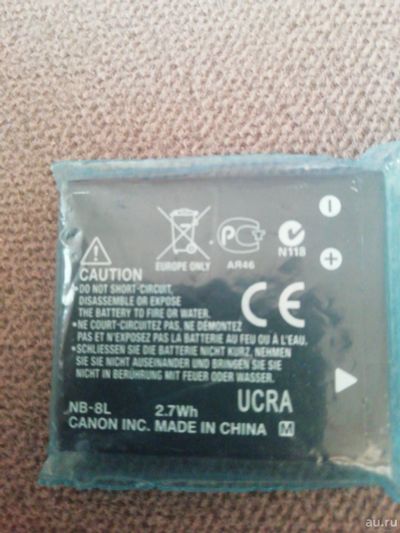 EUROPE ONLY
AR46
N118
CAUTION
•DO NOT SHORT-CIRCUIT,
DISASSEMBLE OR EXPOSE
THE BATTERY TO FIRE OR WATER.
•NE COURT-CIRCUITEZ PAS, NE DÉMONTEZ
PAS ET N'EXPOSEZ PAS LA BATTERIE AU FEU OU À L'EAU.
•SCHLIESSEN SIE DIE BATTERIE NICHT KURZ, NEHMEN
SIE SIE NICHT AUSEINANDER UND BRINGEN SIE SIE
NICHT IN BERÜHRUNG MIT FEUER ODER WASSER.
CE
NB-8L 2.7Wh UCRA
CANON INC. MADE IN CHINA M
au.ru